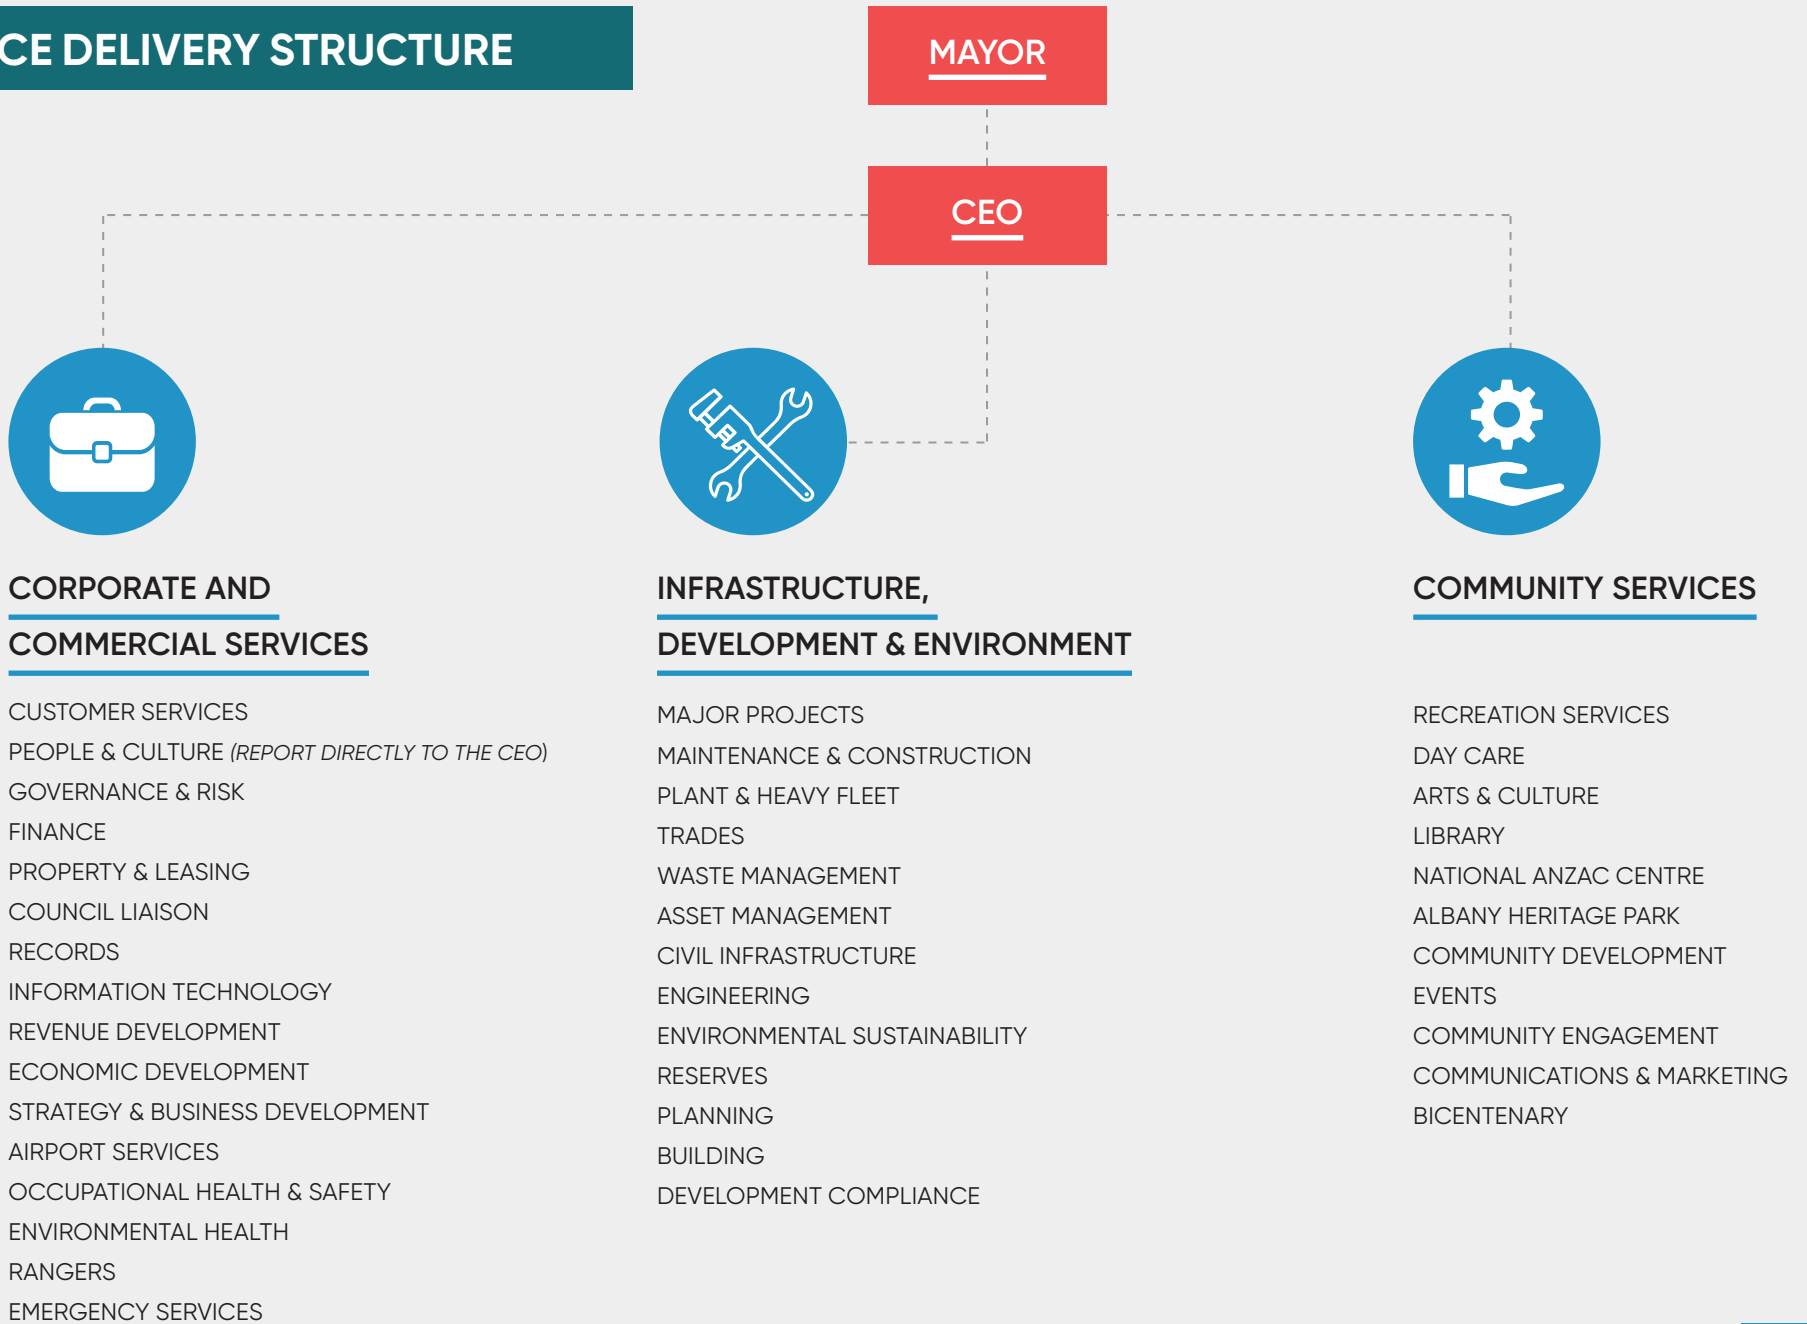 CE DELIVERY STRUCTURE
MAYOR
CEO
CORPORATE AND
COMMERCIAL SERVICES
CUSTOMER SERVICES
PEOPLE & CULTURE (REPORT DIRECTLY TO THE CEO)
GOVERNANCE & RISK
FINANCE
PROPERTY & LEASING
COUNCIL LIAISON
RECORDS
INFORMATION TECHNOLOGY
REVENUE DEVELOPMENT
ECONOMIC DEVELOPMENT
STRATEGY & BUSINESS DEVELOPMENT
AIRPORT SERVICES
OCCUPATIONAL HEALTH & SAFETY
ENVIRONMENTAL HEALTH
RANGERS
EMERGENCY SERVICES
INFRASTRUCTURE,
DEVELOPMENT & ENVIRONMENT
MAJOR PROJECTS
MAINTENANCE & CONSTRUCTION
PLANT & HEAVY FLEET
TRADES
WASTE MANAGEMENT
ASSET MANAGEMENT
CIVIL INFRASTRUCTURE
ENGINEERING
ENVIRONMENTAL SUSTAINABILITY
RESERVES
PLANNING
BUILDING
DEVELOPMENT COMPLIANCE
COMMUNITY SERVICES
RECREATION SERVICES
DAY CARE
ARTS & CULTURE
LIBRARY
NATIONAL ANZAC CENTRE
ALBANY HERITAGE PARK
COMMUNITY DEVELOPMENT
EVENTS
COMMUNITY ENGAGEMENT
COMMUNICATIONS & MARKETING
BICENTENARY